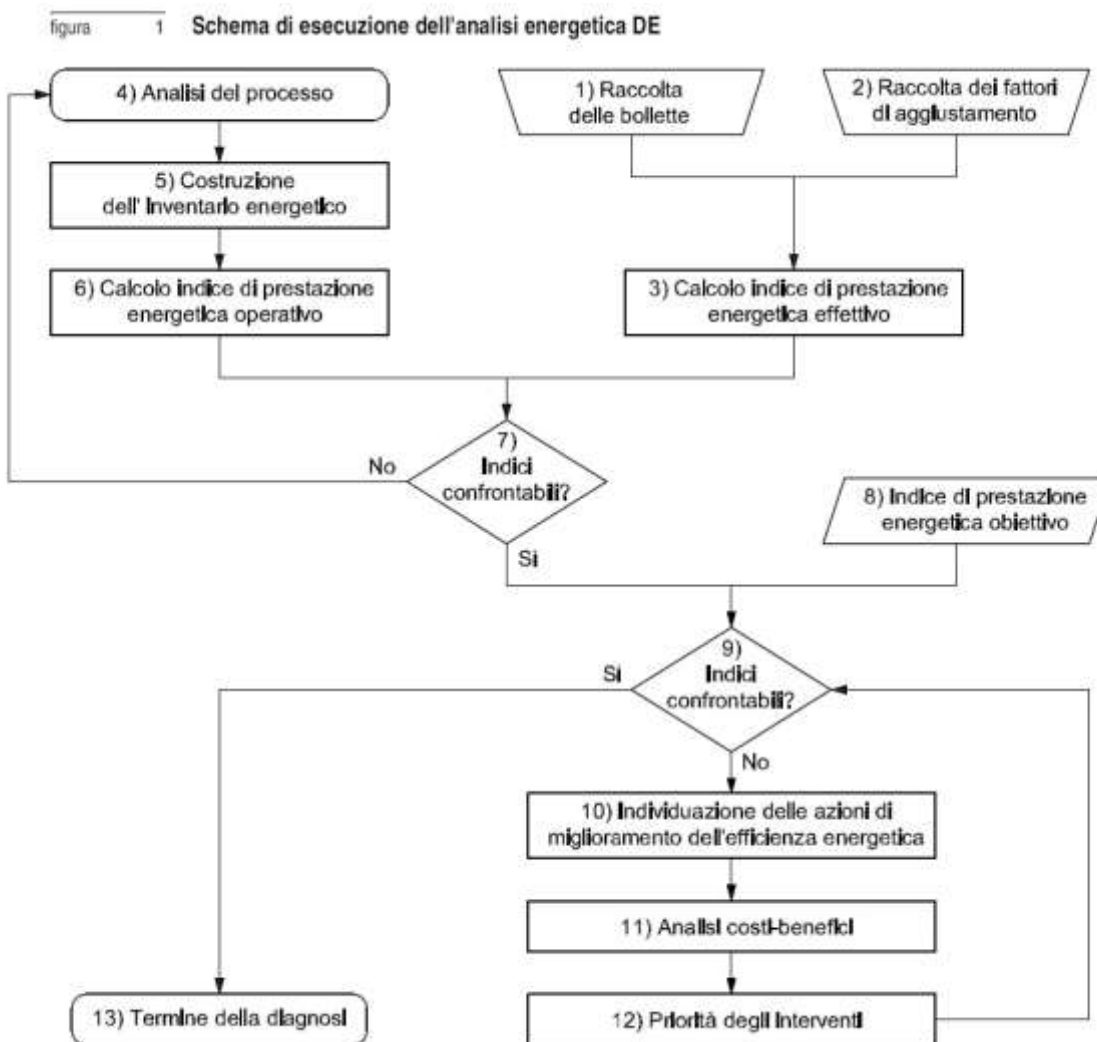 figura 1 Schema di esecuzione dell'analisi energetica DE
4) Analisi del processo
1) Raccolta
delle bollette
2) Raccolta dei fattori
di aggiustamento
5) Costruzione
dell' inventario energetico
6) Calcolo indice di prestazione
energetica operativo
3) Calcolo indice di prestazione
energetica effettivo
7)
Indici
confrontabili?
No
Sì
8) Indice di prestazione
energetica obiettivo
9)
Indici
confrontabili?
Sì
No
10) Individuazione delle azioni di
miglioramento dell'efficienza energetica
11) Analisi costi-benefici
13) Termine della diagnosi
12) Priorità degli interventi